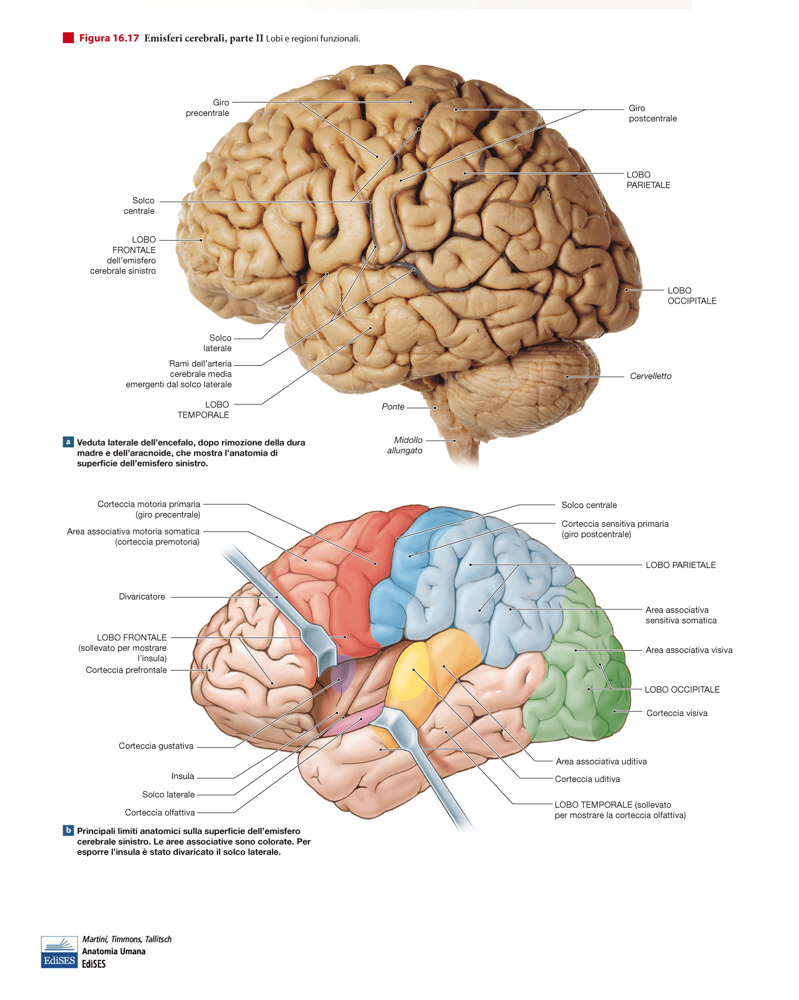 Figura 16.17 Emisferi cerebrali, parte II Lobi e regioni funzionali.
Giro
precentrale
Giro
postcentrale
LOBO
PARIETALE
Solco
centrale
LOBO
FRONTALE
dell'emisfero
cerebrale sinistro
LOBO
OCCIPITALE
Solco
laterale
Rami dell'arteria
cerebrale media
emergenti dal solco laterale
Cervelletto
LOBO
TEMPORALE
Ponte
Midollo
allungato
a Veduta laterale dell'encefalo, dopo rimozione della dura
madre e dell'aracnoide, che mostra l'anatomia di
superficie dell'emisfero sinistro.
Corteccia motoria primaria
(giro precentrale)
Area associativa motoria somatica
(corteccia premotoria)
Divaricatore
LOBO FRONTALE
(sollevato per mostrare
l'insula)
Corteccia prefrontale
Corteccia gustativa
Insula
Solco laterale
Corteccia olfattiva
Solco centrale
Corteccia sensitiva primaria
(giro postcentrale)
LOBO PARIETALE
Area associativa
sensitiva somatica
Area associativa visiva
LOBO OCCIPITALE
Corteccia visiva
Area associativa uditiva
Corteccia uditiva
LOBO TEMPORALE (sollevato
per mostrare la corteccia olfattiva)
b Principali limiti anatomici sulla superficie dell'emisfero
cerebrale sinistro. Le aree associative sono colorate. Per
esporre l'insula è stato divaricato il solco laterale.
Martini, Timmons, Tallitsch
Anatomia Umana
EdiSES
EdiSES